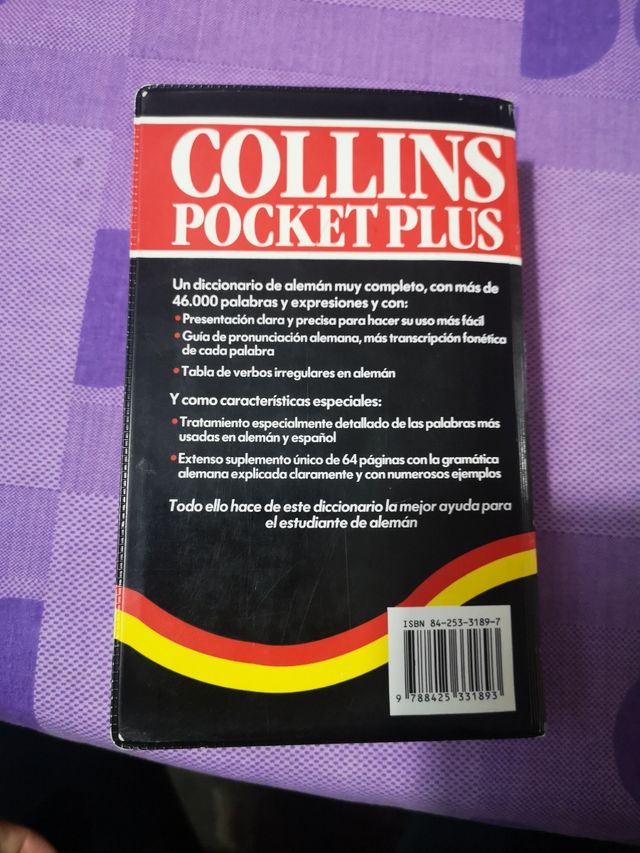 COLLINS
POCKET PLUS
Un diccionario de alemán muy completo, con más de
46.000 palabras y expresiones y con:
• Presentación clara y precisa para hacer su uso más fácil
• Guía de pronunciación alemana, más transcripción fonética
de cada palabra
• Tabla de verbos irregulares en alemán
Y como características especiales:
• Tratamiento especialmente detallado de las palabras más
usadas en alemán y español
• Extenso suplemento único de 64 páginas con la gramática
alemana explicada claramente y con numerosos ejemplos
Todo ello hace de este diccionario la mejor ayuda para
el estudiante de alemán
ISBN 84-253-3189-7
9 788425 331893